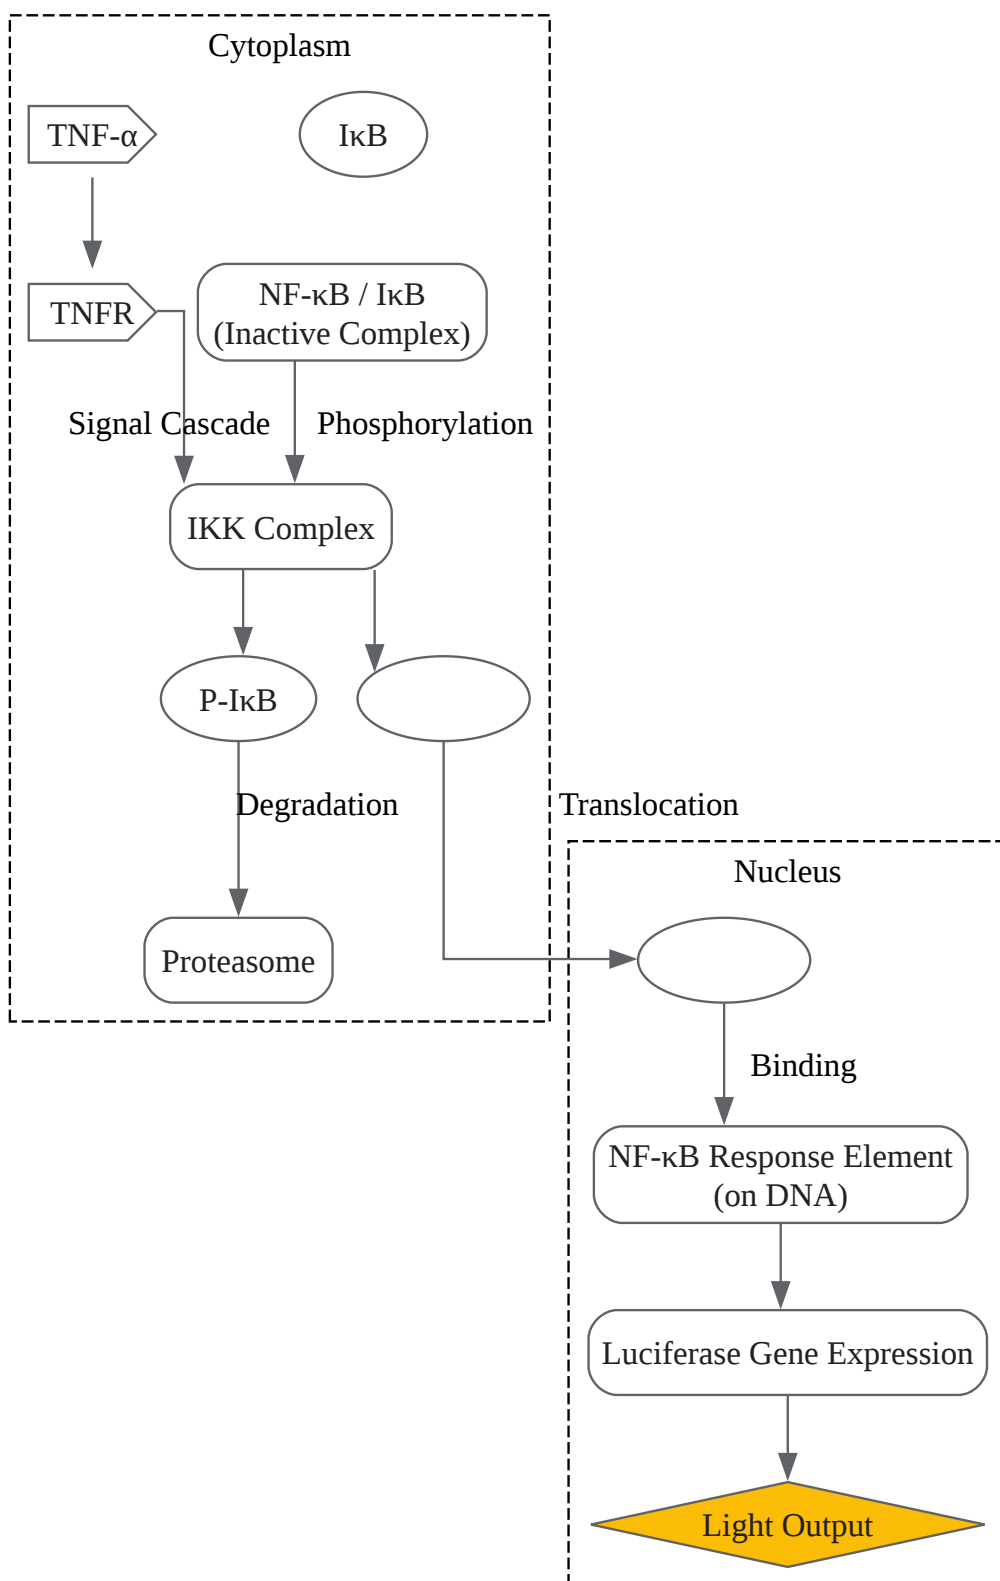 Cytoplasm
TNF-α
IκB
TNFR
NF-κB / IκB
(Inactive Complex)
Signal Cascade
Phosphorylation
IKK Complex
P-IκB
Degradation
Translocation
Nucleus
Proteasome
Binding
NF-κB Response Element
(on DNA)
Luciferase Gene Expression
Light Output